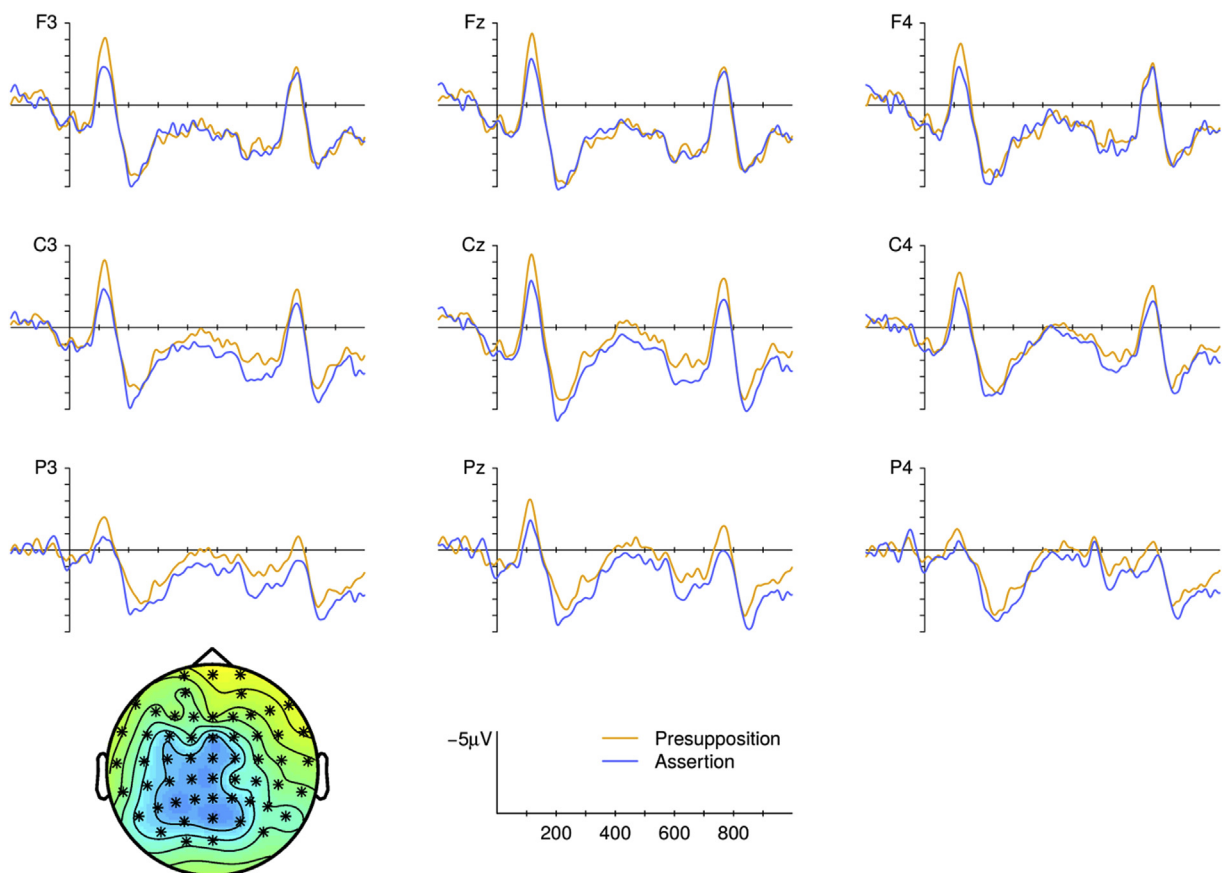 F3
Fz
F4
C3
Cz
C4
P3
Pz
P4
−5μV
Presupposition
Assertion
200 400 600 800